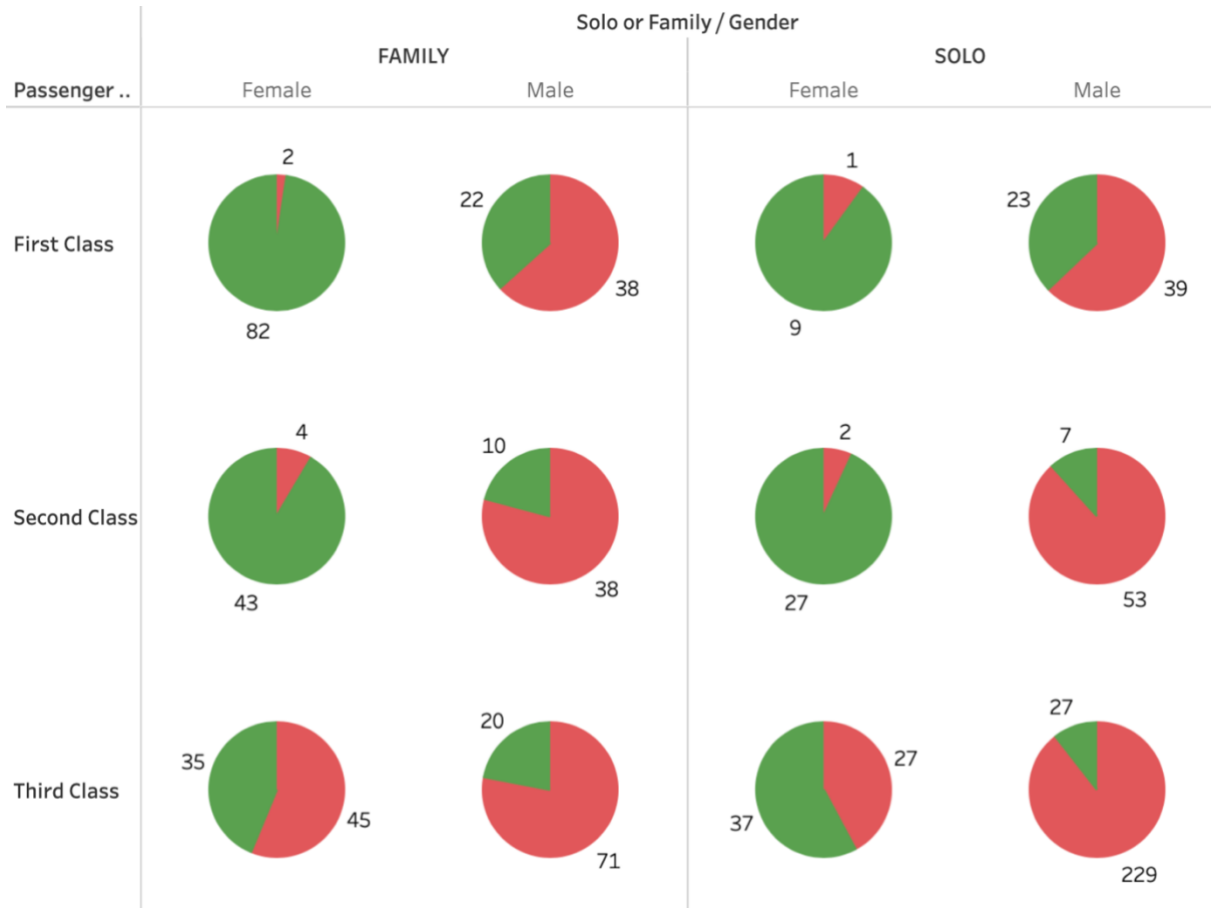 Solo or Family / Gender
FAMILY SOLO
Passenger .. Female Male Female Male
2 1
22 23
First Class
38 39
82 9
4 2 7
10
Second Class
43 38 27 53
20 27
35 27
Third Class
45 37
71 229